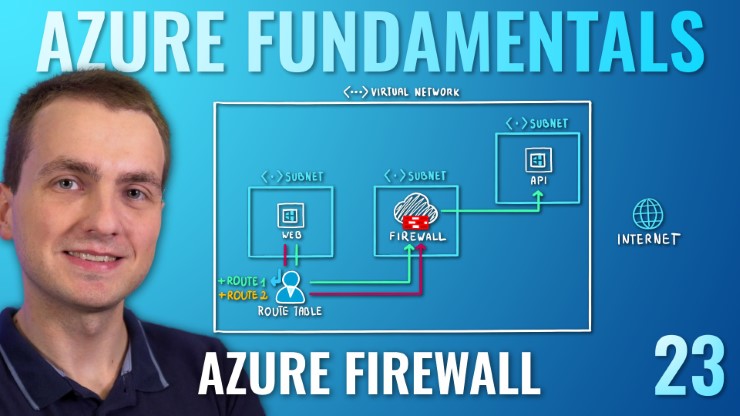 AZURE FUNDAMENTALS
<···> VIRTUAL NETWORK
<·> SUBNET
API
<·> SUBNET
<·> SUBNET
WEB
FIREWALL
INTERNET
+ROUTE 1
+ROUTE 2
ROUTE TABLE
AZURE FIREWALL
23